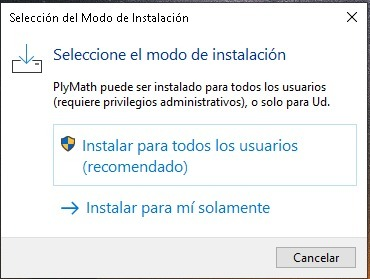 Selección del Modo de Instalación
Seleccione el modo de instalación
PlyMath puede ser instalado para todos los usuarios
(requiere privilegios administrativos), o solo para Ud.
Instalar para todos los usuarios
(recomendado)
Instalar para mí solamente
Cancelar